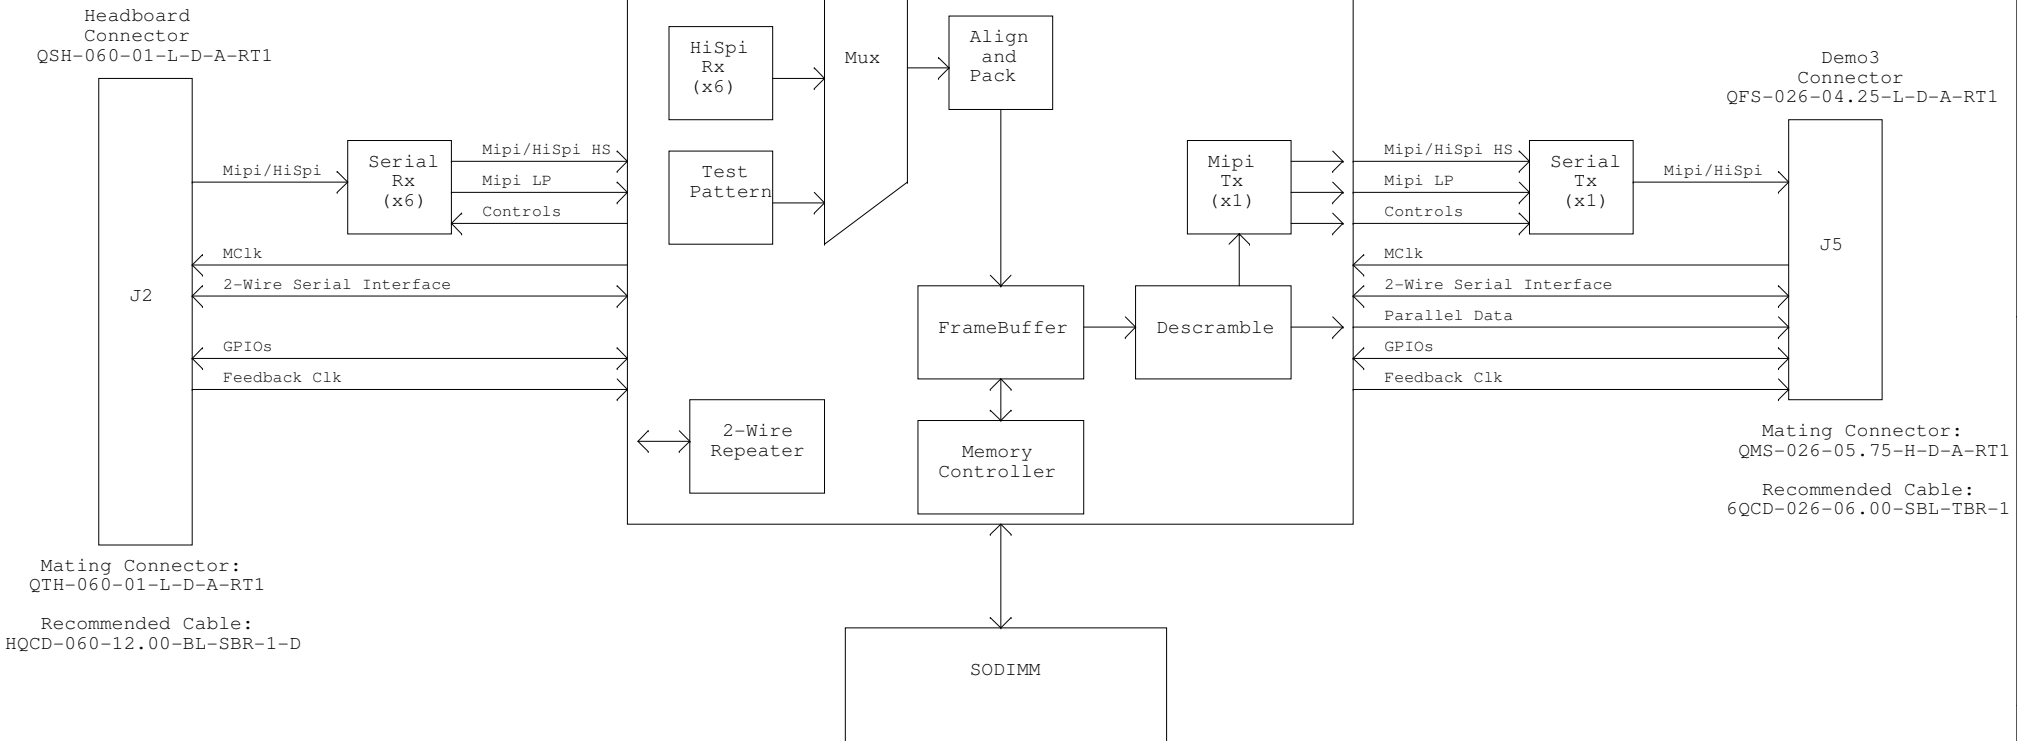 Headboard
Connector
QSH-060-01-L-D-A-RT1
J2
Mating Connector:
QTH-060-01-L-D-A-RT1
Recommended Cable:
HQCD-060-12.00-BL-SBR-1-D
Mipi/HiSpi
Serial
Rx
(x6)
Mipi/HiSpi HS
Mipi LP
Controls
MClk
2-Wire Serial Interface
GPIOs
Feedback Clk
HiSpi
Rx
(x6)
Test
Pattern
Mux
Align
and
Pack
FrameBuffer
Descramble
Memory
Controller
2-Wire
Repeater
SODIMM
Mipi
Tx
(x1)
Mipi/HiSpi HS
Mipi LP
Controls
MClk
2-Wire Serial Interface
Parallel Data
GPIOs
Feedback Clk
Serial
Tx
(x1)
Mipi/HiSpi
Demo3
Connector
QFS-026-04.25-L-D-A-RT1
J5
Mating Connector:
QMS-026-05.75-H-D-A-RT1
Recommended Cable:
6QCD-026-06.00-SBL-TBR-1